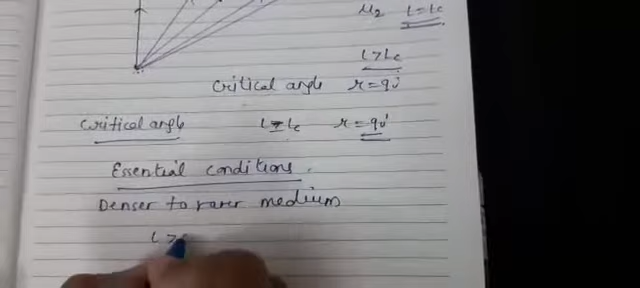 μ₂ i = ic
i > ic
Critical angle r = 90°
Critical angle i = ic r = 90°
Essential conditions.
Denser to rarer medium
i >